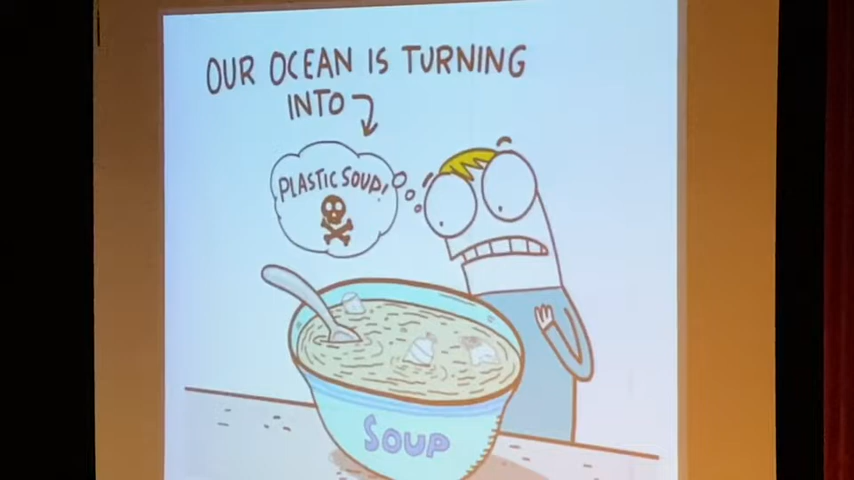 OUR OCEAN IS TURNING
INTO
PLASTIC SOUP!
SOUP